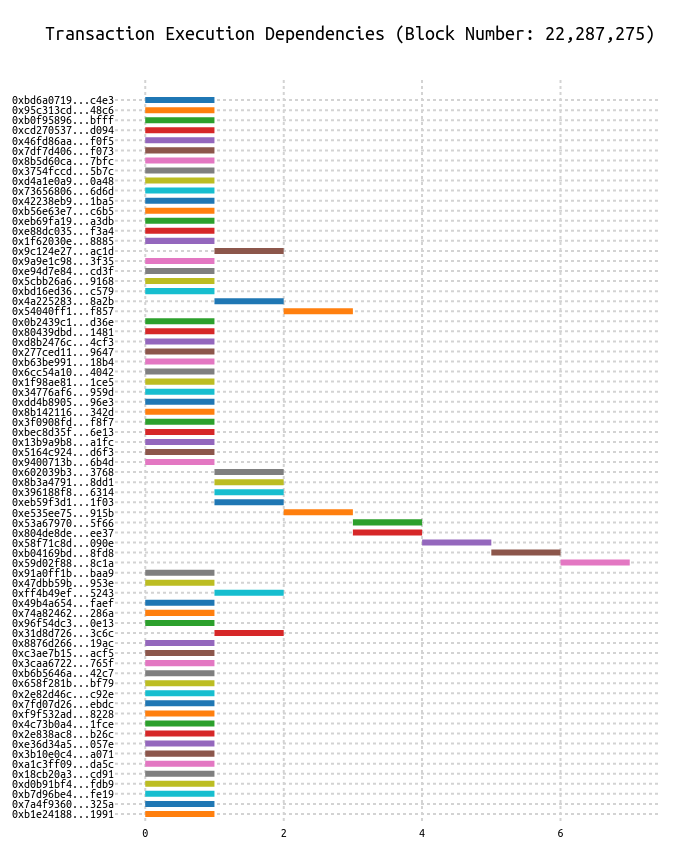 Transaction Execution Dependencies (Block Number: 22,287,275)
0xbd6a0719...c4e3
0x95c313cd...48c6
0xb0f95896...bfff
0xcd270537...d094
0x46fd86aa...f0f5
0x7df7d406...f073
0x8b5d60ca...7bfc
0x3754fccd...5b7c
0xd4a1e0a9...0a48
0x73656806...6d6d
0x42238eb9...1ba5
0xb56e63e7...c6b5
0xeb69fa19...a3db
0xe88dc035...f3a4
0x1f62030e...8885
0x9c124e27...ac1d
0x9a9e1c98...3f35
0xe94d7e84...cd3f
0x5cbb26a6...9168
0xbd16ed36...c579
0x4a225283...8a2b
0x54040ff1...f857
0x0b2439c1...d36e
0x80439dbd...1481
0xd8b2476c...4cf3
0x277ced11...9647
0xb63be991...18b4
0x6cc54a10...4042
0x1f98ae81...1ce5
0x34776af6...959d
0xdd4b8905...96e3
0x8b142116...342d
0x3f0908fd...f8f7
0xbec8d35f...6e13
0x13b9a9b8...a1fc
0x5164c924...d6f3
0x9400713b...6b4d
0x602039b3...3768
0x8b3a4791...8dd1
0x396188f8...6314
0xeb59f3d1...1f03
0xe535ee75...915b
0x53a67970...5f66
0x804de8de...ee37
0x58f71c8d...090e
0xb04169bd...8fd8
0x59d02f88...8c1a
0x91a0ff1b...baa9
0x47dbb59b...953e
0xff4b49ef...5243
0x49b4a654...faef
0x74a82462...286a
0x96f54dc3...0e13
0x31d8d726...3c6c
0x8876d266...19ac
0xc3ae7b15...acf5
0x3caa6722...765f
0xb6b5646a...42c7
0x658f281b...bf79
0x2e82d46c...c92e
0x7fd07d26...ebdc
0xf9f532ad...8228
0x4c73b0a4...1fce
0x2e838ac8...b26c
0xe36d34a5...057e
0x3b10e0c4...a071
0xa1c3ff09...da5c
0x18cb20a3...cd91
0xd0b91bf4...fdb9
0xb7d96be4...fe19
0x7a4f9360...325a
0xb1e24188...1991
0 2 4 6